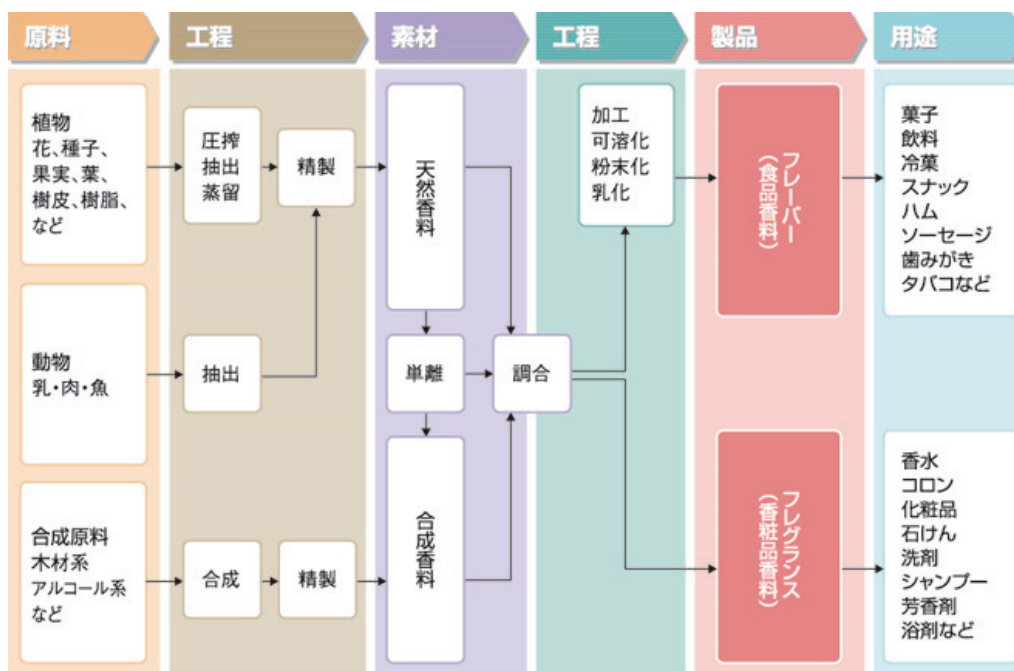 原料
工程
素材
工程
製品
用途
植物
花、種子、
果実、葉、
樹皮、樹脂、
など
圧搾
抽出
蒸留
精製
天然香料
加工
可溶化
粉末化
乳化
フレーバー
(食品香料)
菓子
飲料
冷菓
スナック
ハム
ソーセージ
歯みがき
タバコなど
動物
乳・肉・魚
抽出
単離
調合
合成原料
木材系
アルコール系
など
合成
精製
合成香料
フレグランス
(香粧品香料)
香水
コロン
化粧品
石けん
洗剤
シャンプー
芳香剤
浴剤など